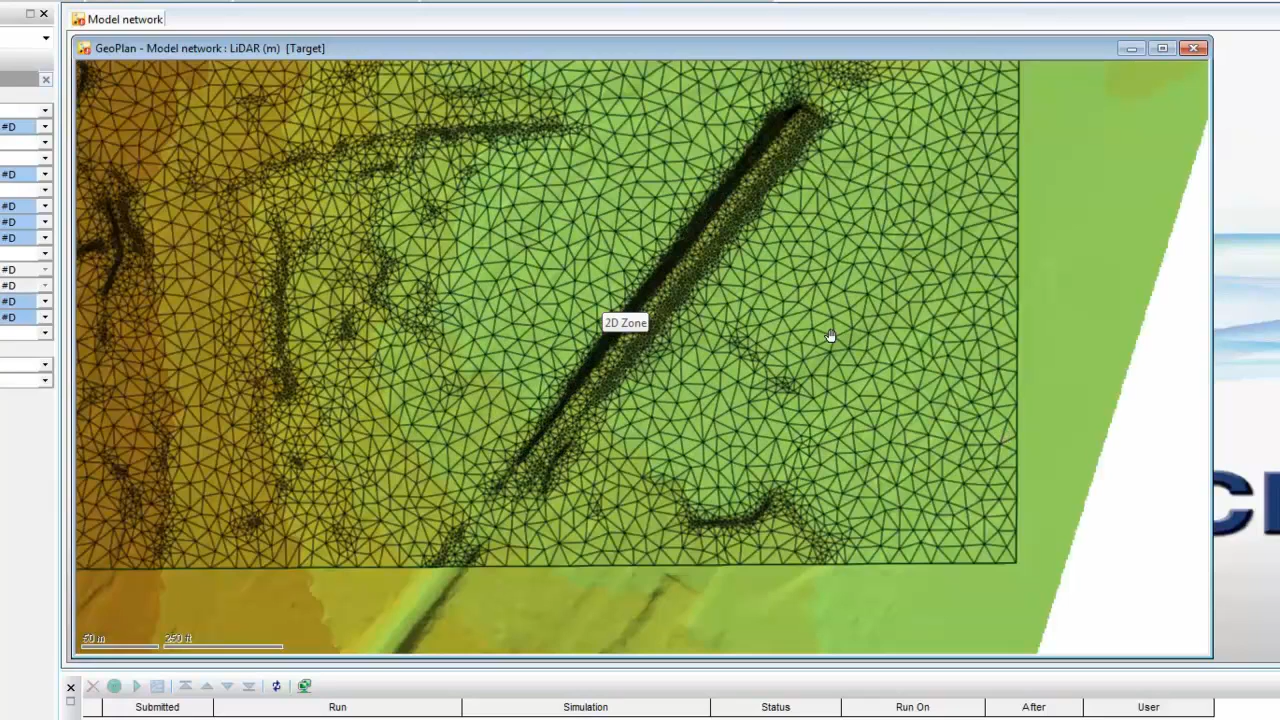 Model network
GeoPlan - Model network : LiDAR (m) [Target]
#D
#D
#D
#D
#D
#D
#D
#D
#D
2D Zone
50 m
250 ft
Submitted Run Simulation Status Run On After User